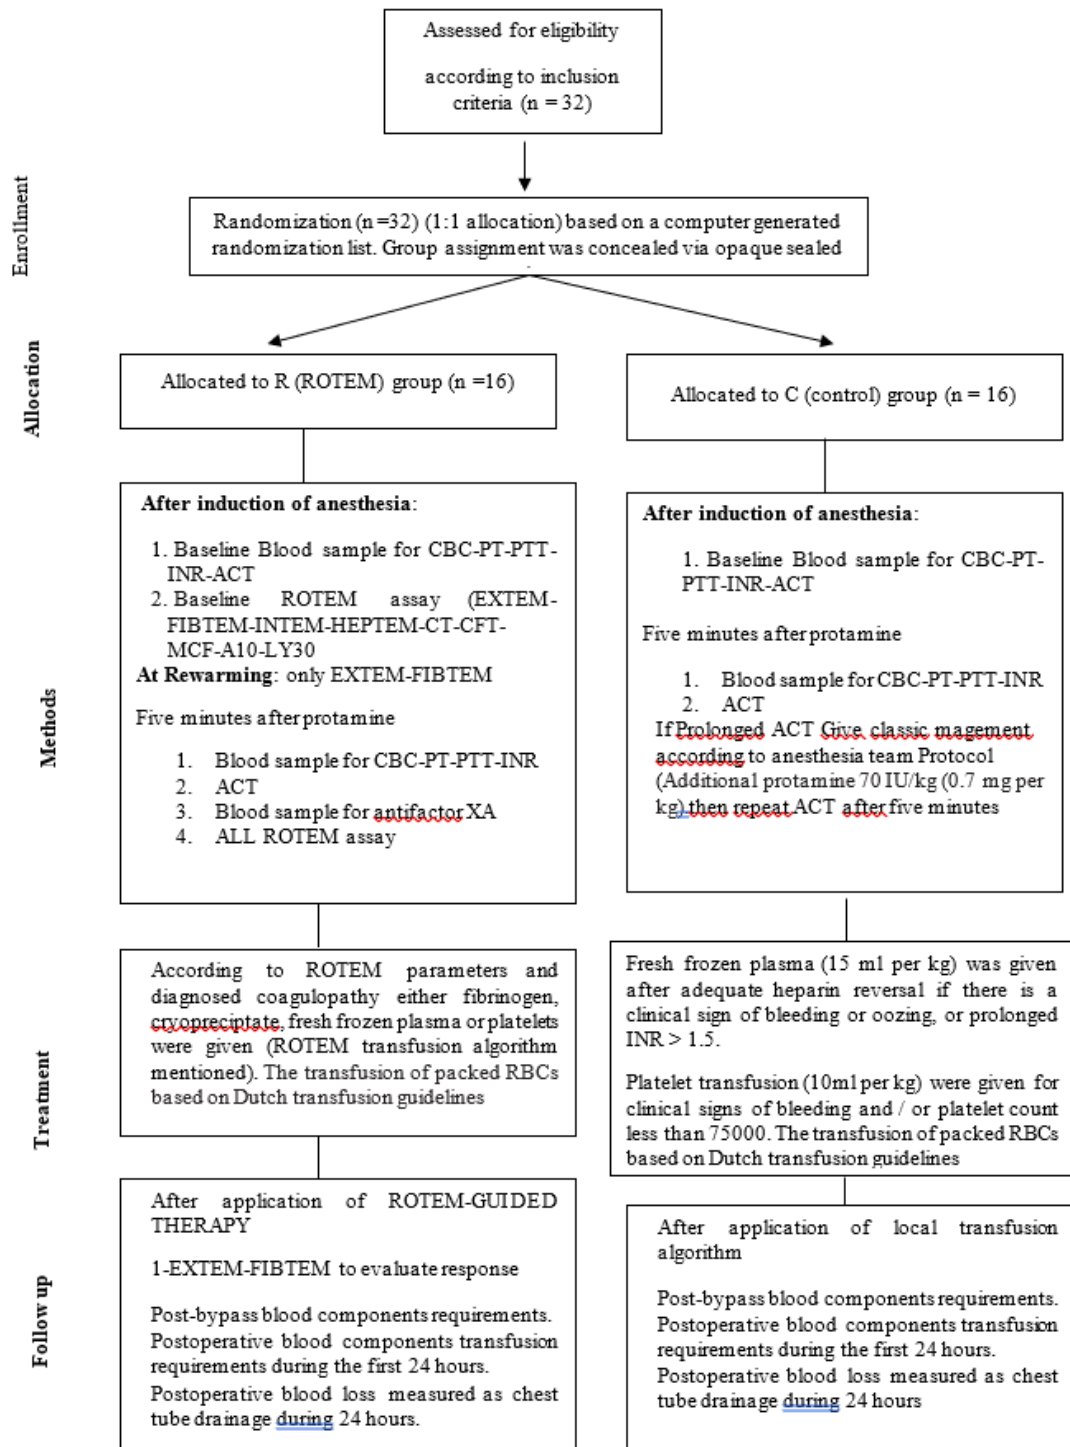 Assessed for eligibility
according to inclusion
criteria (n = 32)
Enrollment
Randomization (n =32) (1:1 allocation) based on a computer generated
randomization list. Group assignment was concealed via opaque sealed
Allocation
Allocated to R (ROTEM) group (n =16)
Allocated to C (control) group (n = 16)
Methods
After induction of anesthesia:
1. Baseline Blood sample for CBC-PT-PTT-
INR-ACT
2. Baseline ROTEM assay (EXTEM-
FIBTEM-INTEM-HEPTEM-CT-CFT-
MCF-A10-LY30
At Rewarming: only EXTEM-FIBTEM
Five minutes after protamine
1. Blood sample for CBC-PT-PTT-INR
2. ACT
3. Blood sample for antifactor XA
4. ALL ROTEM assay
After induction of anesthesia:
1. Baseline Blood sample for CBC-PT-
PTT-INR-ACT
Five minutes after protamine
1. Blood sample for CBC-PT-PTT-INR
2. ACT
If Prolonged ACT Give classic magement
according to anesthesia team Protocol
(Additional protamine 70 IU/kg (0.7 mg per
kg) then repeat ACT after five minutes
Treatment
According to ROTEM parameters and
diagnosed coagulopathy either fibrinogen,
cryopreciptate, fresh frozen plasma or platelets
were given (ROTEM transfusion algorithm
mentioned). The transfusion of packed RBCs
based on Dutch transfusion guidelines
Fresh frozen plasma (15 ml per kg) was given
after adequate heparin reversal if there is a
clinical sign of bleeding or oozing, or prolonged
INR > 1.5.
Platelet transfusion (10ml per kg) were given for
clinical signs of bleeding and / or platelet count
less than 75000. The transfusion of packed RBCs
based on Dutch transfusion guidelines
Follow up
After application of ROTEM-GUIDED
THERAPY
1-EXTEM-FIBTEM to evaluate response
Post-bypass blood components requirements.
Postoperative blood components transfusion
requirements during the first 24 hours.
Postoperative blood loss measured as chest
tube drainage during 24 hours.
After application of local transfusion
algorithm
Post-bypass blood components requirements.
Postoperative blood components transfusion
requirements during the first 24 hours.
Postoperative blood loss measured as chest
tube drainage during 24 hours